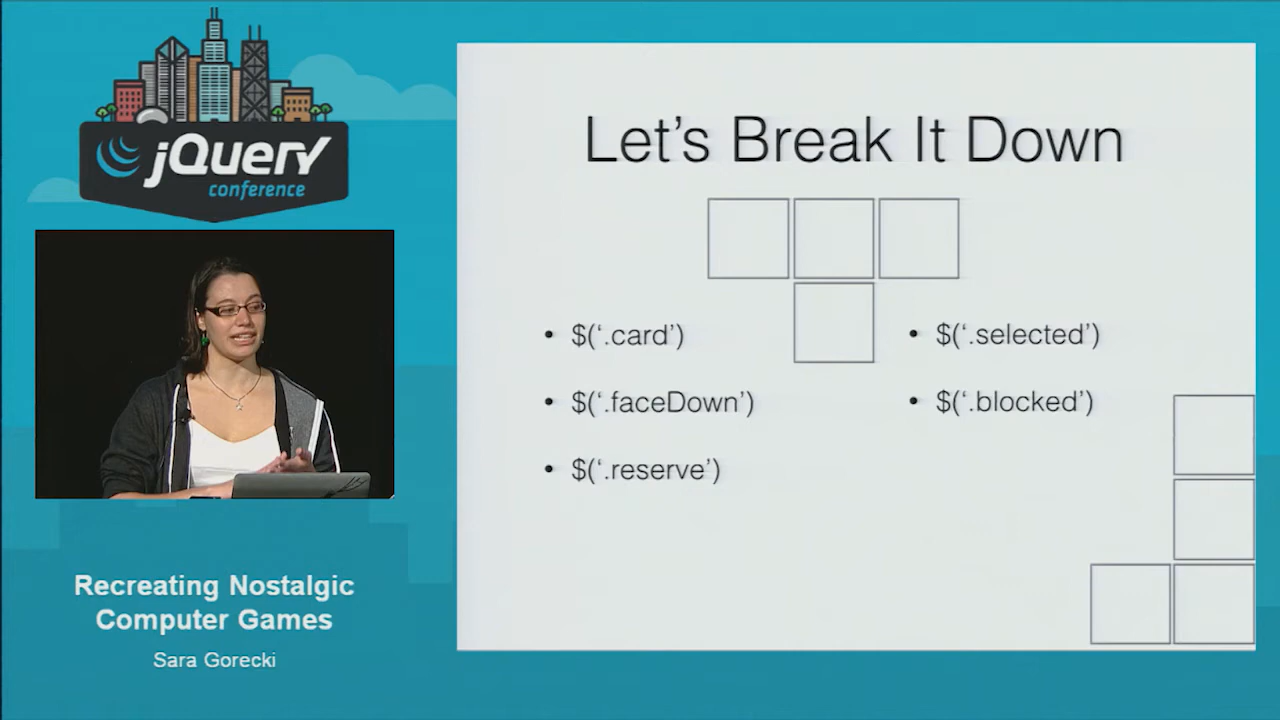 jQuery
conference
Let’s Break It Down
• $(‘.card’)
• $(‘.faceDown’)
• $(‘.reserve’)
• $(‘.selected’)
• $(‘.blocked’)
Recreating Nostalgic
Computer Games
Sara Gorecki